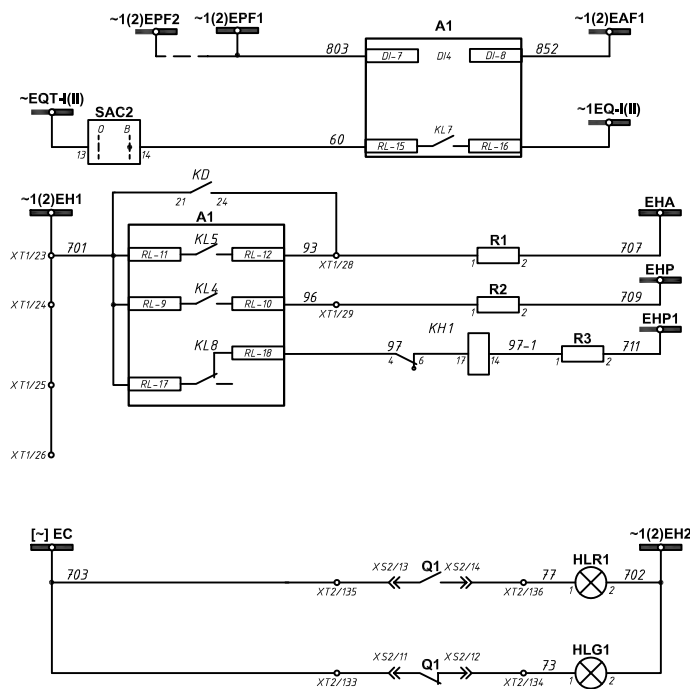 ~1(2)EPF2 ~1(2)EPF1 ~1(2)EAF1
A1
803 DI-7 DI4 DI-8 852
~EQT-I(II) ~1EQ-I(II)
SAC2
O B
13 14 60 RL-15 KL7 RL-16
~1(2)EH1 KD EHA
21 24
A1
XT1/23 701 RL-11 KL5 RL-12 93 XT1/28 1 R1 2 707
EHP
XT1/24 RL-9 KL4 RL-10 96 XT1/29 1 R2 2 709
EHP1
KL8 RL-18 97 4 6 KH1 17 14 97-1 1 R3 2 711
XT1/25 RL-17
XT1/26
[~] EC ~1(2)EH2
703 XT2/135 XS2/13 Q1 XS2/14 XT2/136 77 1 HLR1 2 702
XT2/133 XS2/11 Q1 XS2/12 XT2/134 73 1 HLG1 2